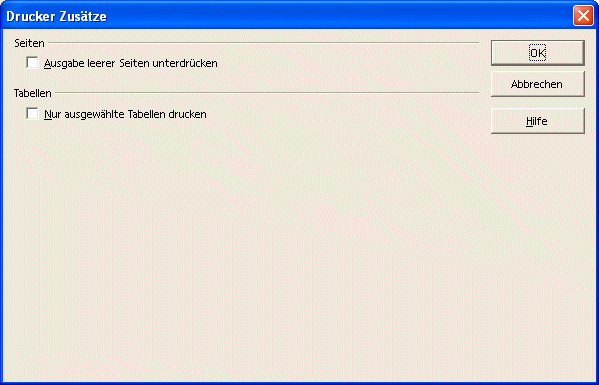 Drucker Zusätze
Seiten
Ausgabe leerer Seiten unterdrücken
Tabellen
Nur ausgewählte Tabellen drucken
OK
Abbrechen
Hilfe